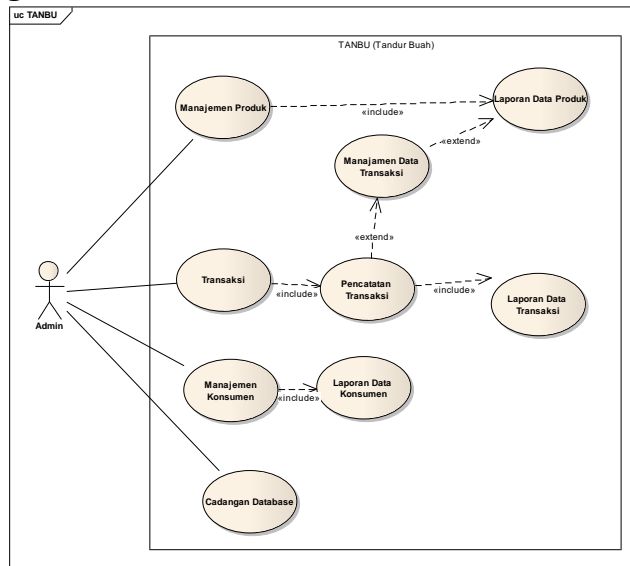 uc TANBU
TANBU (Tandur Buah)
Manajemen Produk
«include»
Laporan Data Produk
Manajamen Data
Transaksi
«extend»
«extend»
Transaksi
«include»
Pencatatan
Transaksi
«include»
Laporan Data
Transaksi
Admin
Manajemen
Konsumen
«include»
Laporan Data
Konsumen
Cadangan Database